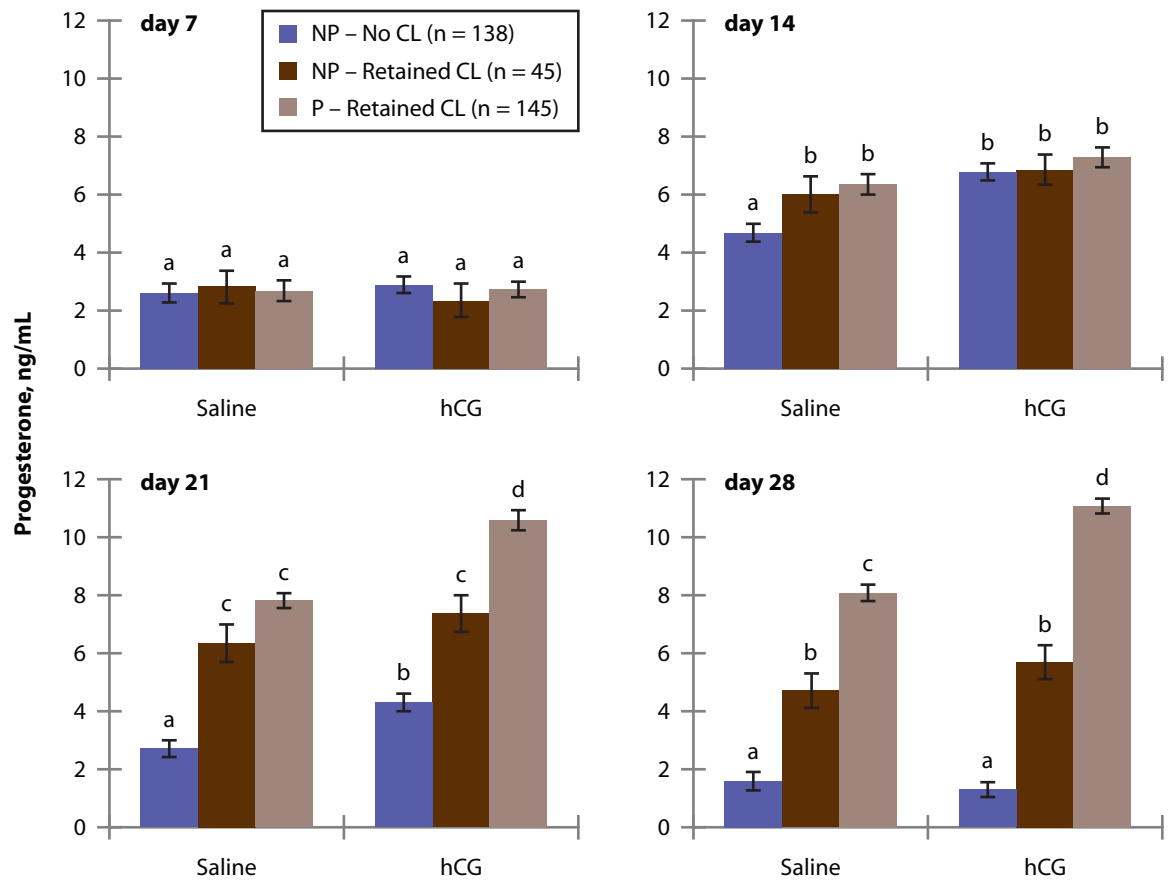 Progesterone, ng/mL
day 7
NP – No CL (n = 138)
NP – Retained CL (n = 45)
P – Retained CL (n = 145)
12
10
8
6
4
2
0
a
a
a
a
a
a
Saline
hCG
day 14
12
10
8
6
4
2
0
a
b
b
b
b
b
Saline
hCG
day 21
12
10
8
6
4
2
0
a
c
c
b
c
d
Saline
hCG
day 28
12
10
8
6
4
2
0
a
b
c
a
b
d
Saline
hCG